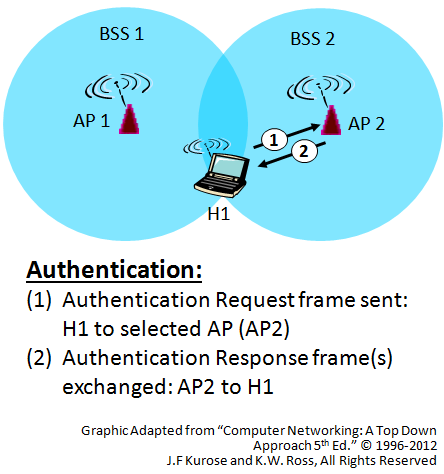 BSS 1
BSS 2
AP 1
AP 2
1
2
H1
Authentication:
(1) Authentication Request frame sent:
H1 to selected AP (AP2)
(2) Authentication Response frame(s)
exchanged: AP2 to H1
Graphic Adapted from “Computer Networking: A Top Down
Approach 5th Ed.” © 1996-2012
J.F Kurose and K.W. Ross, All Rights Reserved